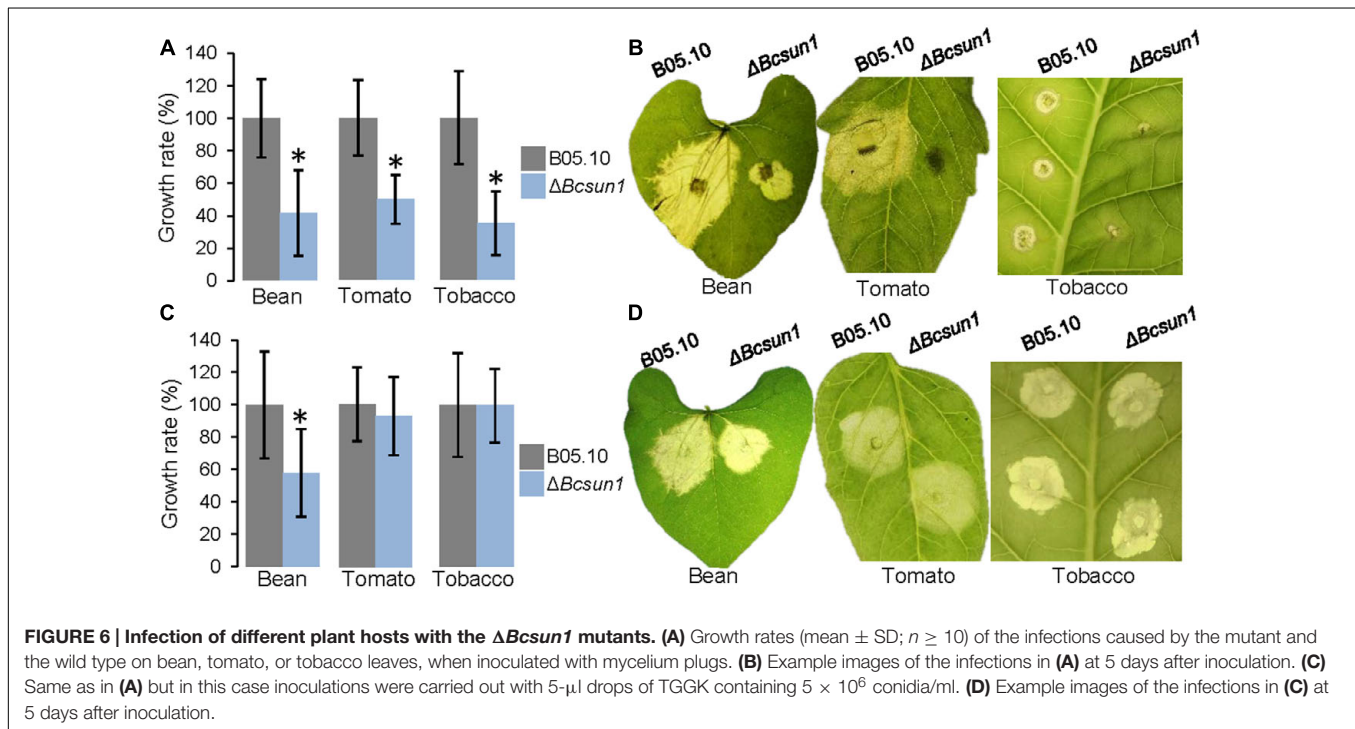 A
140
120
100
80
60
40
20
0
Growth rate (%)
* * *
Bean Tomato Tobacco
B05.10
ΔBcsun1
B
B05.10 ΔBcsun1 B05.10 ΔBcsun1 B05.10 ΔBcsun1
Bean Tomato Tobacco
C
140
120
100
80
60
40
20
0
Growth rate (%)
*
Bean Tomato Tobacco
B05.10
ΔBcsun1
D
B05.10 ΔBcsun1 B05.10 ΔBcsun1 B05.10 ΔBcsun1
Bean Tomato Tobacco
FIGURE 6 | Infection of different plant hosts with the ΔBcsun1 mutants. (A) Growth rates (mean ± SD; n ≥ 10) of the infections caused by the mutant and
the wild type on bean, tomato, or tobacco leaves, when inoculated with mycelium plugs. (B) Example images of the infections in (A) at 5 days after inoculation. (C)
Same as in (A) but in this case inoculations were carried out with 5-μl drops of TGGK containing 5 × 10⁶ conidia/ml. (D) Example images of the infections in (C) at
5 days after inoculation.